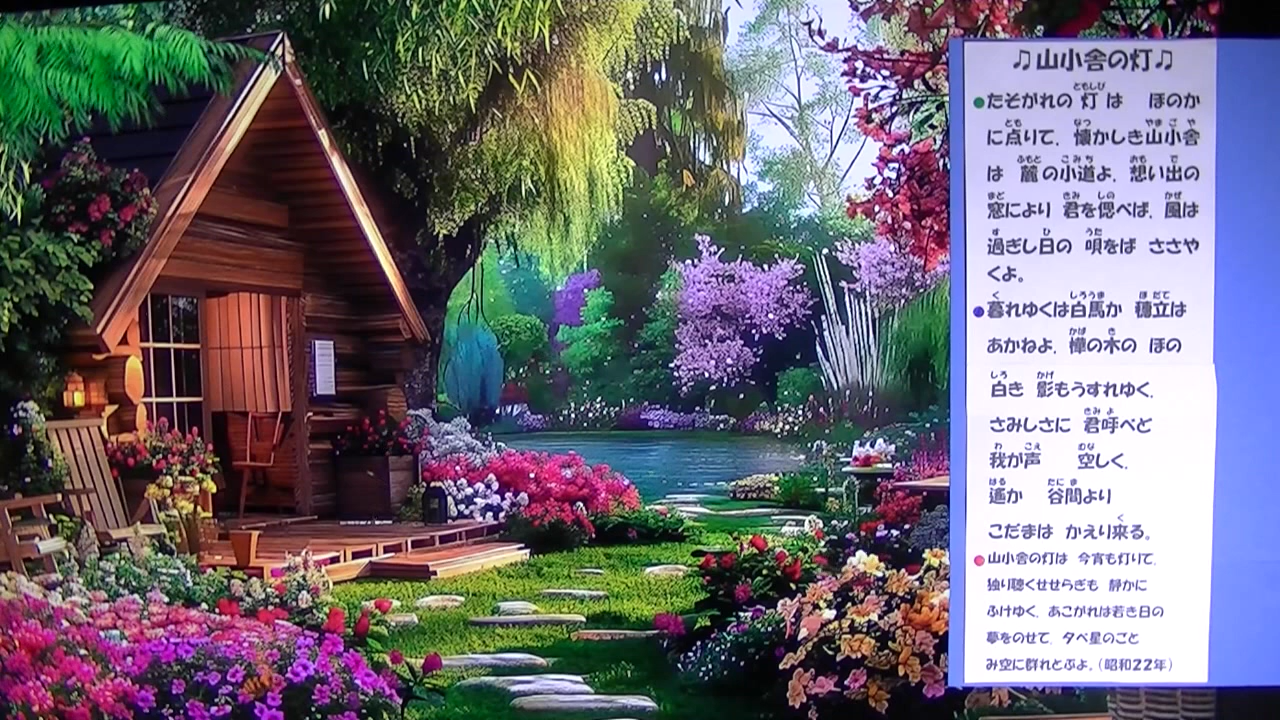 ♫山小舎の灯♫
●たそがれの 灯は ほのか
に点りて、懐かしき山小舎
は 麓の小道よ、想い出の
窓により 君を偲べば、風は
過ぎし日の 唄をば ささや
くよ。
●暮れゆくは白馬か 穂立は
あかねよ、樺の木の ほの
白き 影もうすれゆく、
さみしさに 君呼べど
我が声 空しく、
遥か 谷間より
こだまは かえり来る。
●山小舎の灯は 今宵も灯りて、
独り聴くせせらぎも 静かに
ふけゆく、あこがれは若き日の
夢をのせて、夕べ星のごと
み空に群れとぶよ。(昭和22年)